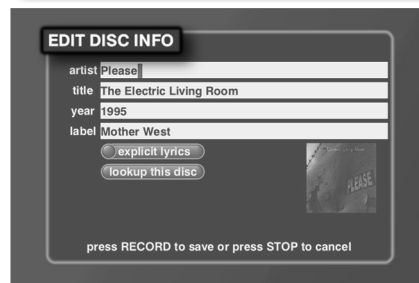 EDIT DISC INFO
artist Please
title The Electric Living Room
year 1995
label Mother West
explicit lyrics
lookup this disc
PLEASE
press RECORD to save or press STOP to cancel